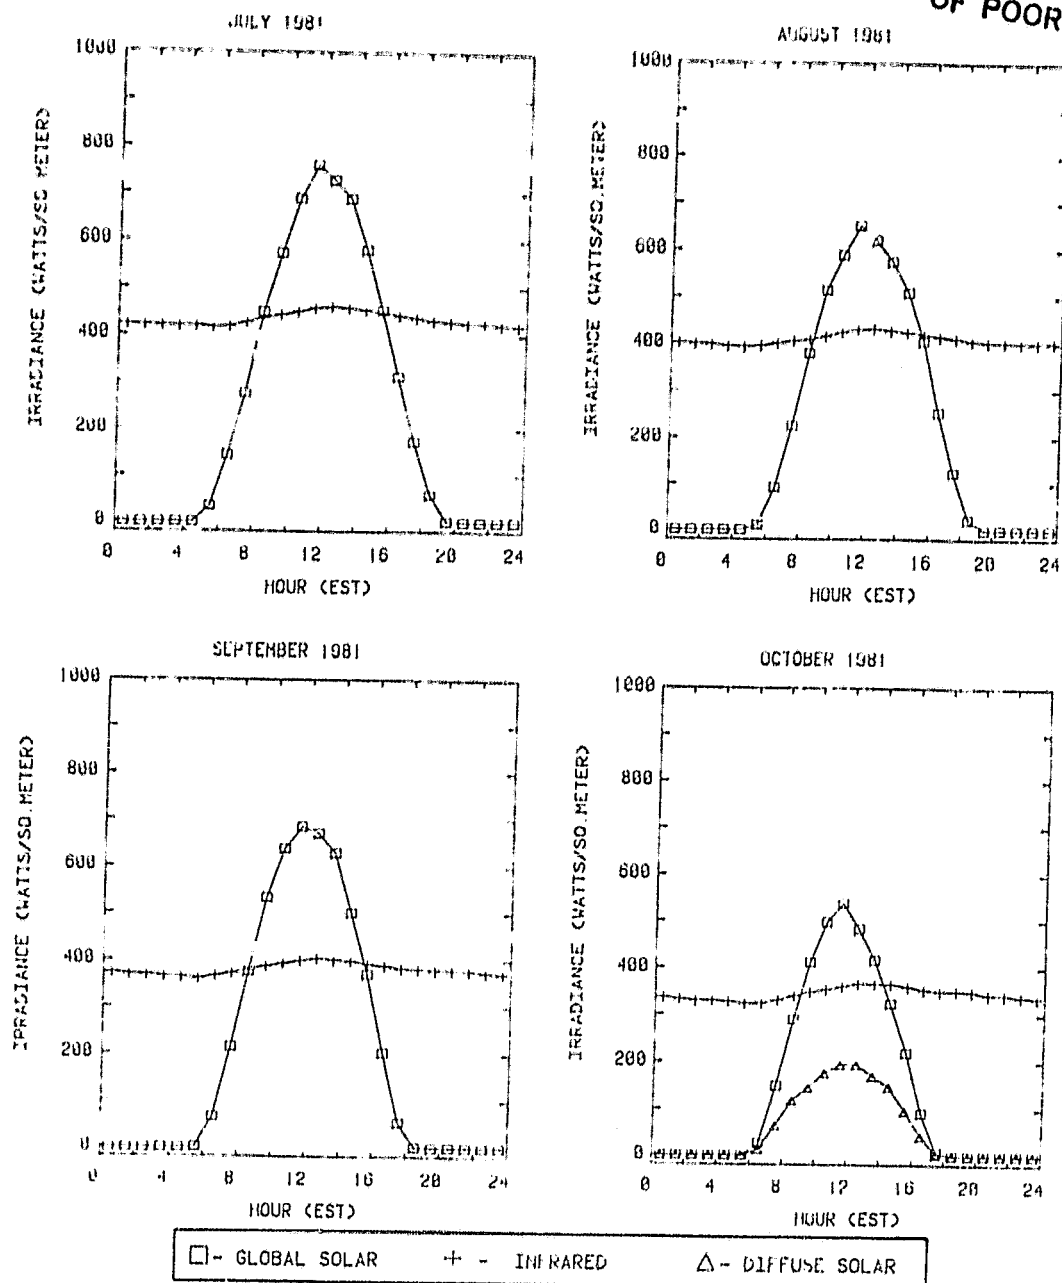 OF POOR
JULY 1981
1000
800
600
400
200
0
0 4 8 12 16 20 24
IRRADIANCE (WATTS/SQ.METER)
HOUR (EST)
AUGUST 1981
1000
800
600
400
200
0
0 4 8 12 16 20 24
IRRADIANCE (WATTS/SQ.METER)
HOUR (EST)
SEPTEMBER 1981
1000
800
600
400
200
0
0 4 8 12 16 20 24
IRRADIANCE (WATTS/SQ.METER)
HOUR (EST)
OCTOBER 1981
1000
800
600
400
200
0
0 4 8 12 16 20 24
IRRADIANCE (WATTS/SQ.METER)
HOUR (EST)
□- GLOBAL SOLAR + - INFRARED △- DIFFUSE SOLAR